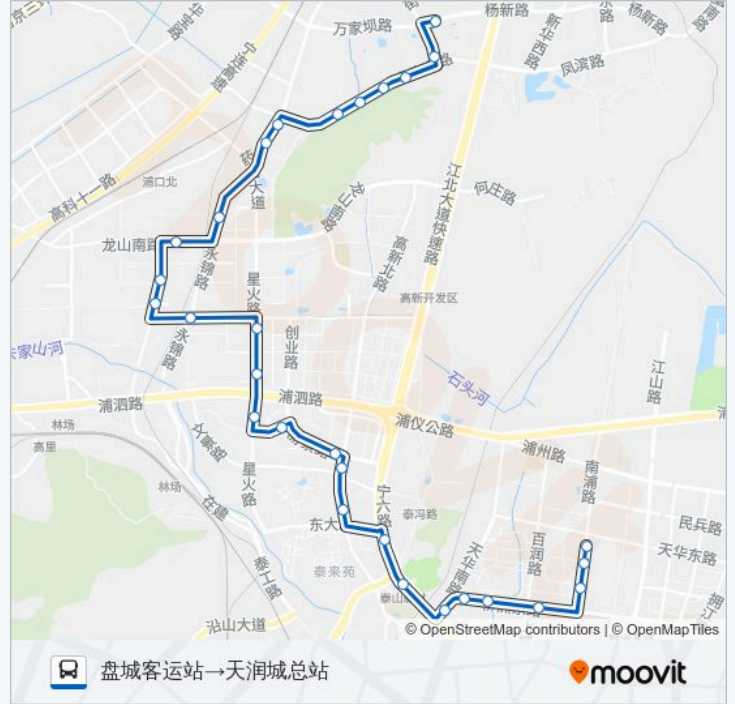 万家坝路
杨新路
杨新路
新华西路
凤滨路
宁连高速
高科十一路
浦口北
大道
龙山南路
江北大道快速路
龙山南路
永锦路
星火路
高新北路
高新开发区
创业路
永锦路
石头河
江山路
浦泗路
浦泗路
浦仪公路
浦州路
林场
高里
星火路
林场
在建
宁六路
泰冯路
南浦路
民兵路
东大
百润路
天华东路
泰来苑
泰工路
天华南路
沿山大道
© OpenStreetMap contributors | © OpenMapTiles
盘城客运站→天润城总站
moovit